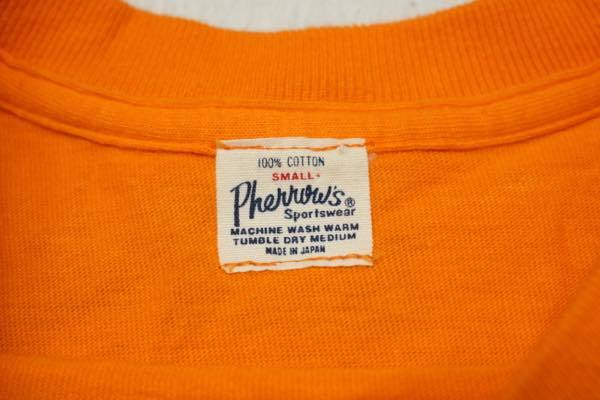 100% COTTON
SMALL
Pherrow's®
Sportswear
MACHINE WASH WARM
TUMBLE DRY MEDIUM
MADE IN JAPAN